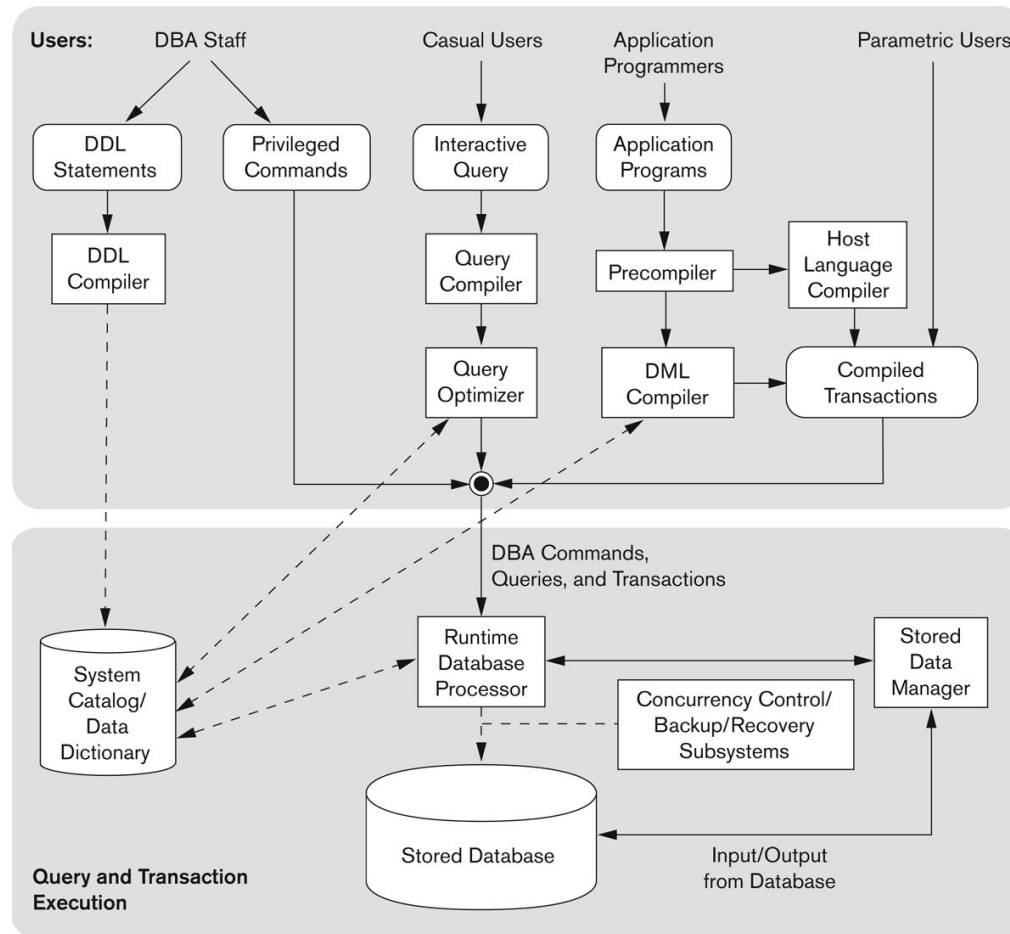 Users:
DBA Staff
Casual Users
Application
Programmers
Parametric Users
DDL
Statements
Privileged
Commands
Interactive
Query
Application
Programs
DDL
Compiler
Query
Compiler
Precompiler
Host
Language
Compiler
Query
Optimizer
DML
Compiler
Compiled
Transactions
DBA Commands,
Queries, and Transactions
System
Catalog/
Data
Dictionary
Runtime
Database
Processor
Stored
Data
Manager
Concurrency Control/
Backup/Recovery
Subsystems
Stored Database
Input/Output
from Database
Query and Transaction
Execution